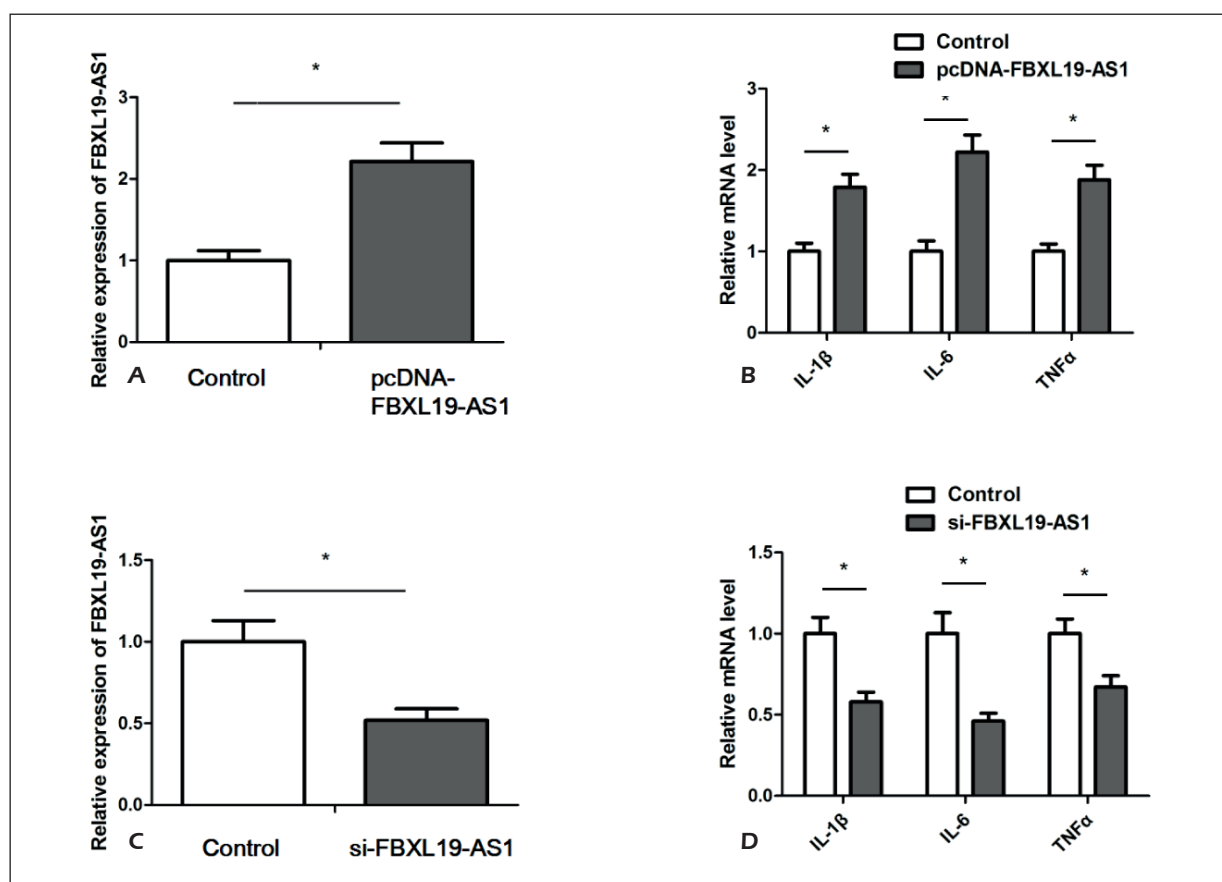 *
Relative expression of FBXL19-AS1
3
2
1
0
A
Control
pcDNA-
FBXL19-AS1
Control
pcDNA-FBXL19-AS1
* * *
Relative mRNA level
3
2
1
0
B
IL-1β
IL-6
TNFα
*
Relative expression of FBXL19-AS1
1.5
1.0
0.5
0.0
C
Control
si-FBXL19-AS1
Control
si-FBXL19-AS1
* * *
Relative mRNA level
1.5
1.0
0.5
0.0
D
IL-1β
IL-6
TNFα